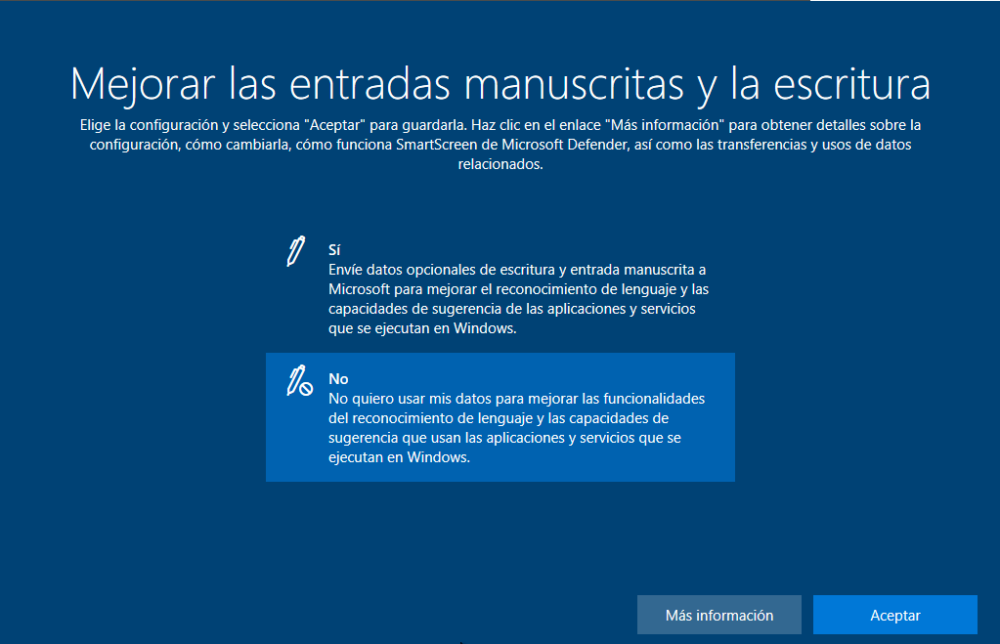 Mejorar las entradas manuscritas y la escritura
Elige la configuración y selecciona "Aceptar" para guardarla. Haz clic en el enlace "Más información" para obtener detalles sobre la
configuración, cómo cambiarla, cómo funciona SmartScreen de Microsoft Defender, así como las transferencias y usos de datos
relacionados.
Sí
Envíe datos opcionales de escritura y entrada manuscrita a
Microsoft para mejorar el reconocimiento de lenguaje y las
capacidades de sugerencia de las aplicaciones y servicios
que se ejecutan en Windows.
No
No quiero usar mis datos para mejorar las funcionalidades
del reconocimiento de lenguaje y las capacidades de
sugerencia que usan las aplicaciones y servicios que se
ejecutan en Windows.
Más información
Aceptar